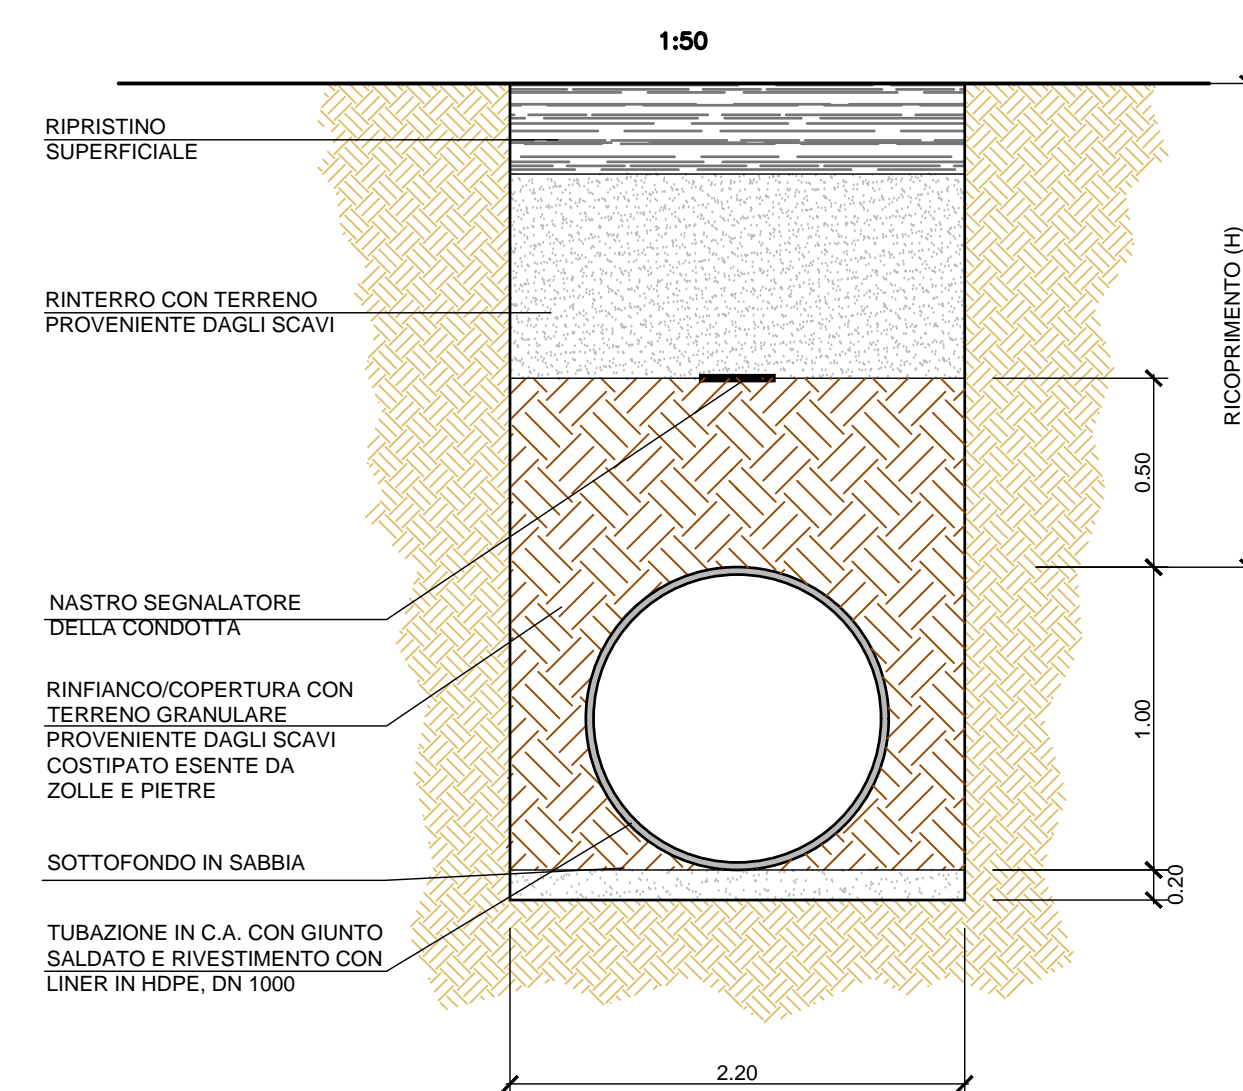 1:50
RIPRISTINO
SUPERFICIALE
RINTERRO CON TERRENO
PROVENIENTE DAGLI SCAVI
NASTRO SEGNALATORE
DELLA CONDOTTA
RINFIANCO/COPERTURA CON
TERRENO GRANULARE
PROVENIENTE DAGLI SCAVI
COSTIPATO ESENTE DA
ZOLLE E PIETRE
SOTTOFONDO IN SABBIA
TUBAZIONE IN C.A. CON GIUNTO
SALDATO E RIVESTIMENTO CON
LINER IN HDPE, DN 1000
RICOPRIMENTO (H)
0.50
1.00
0.20
2.20